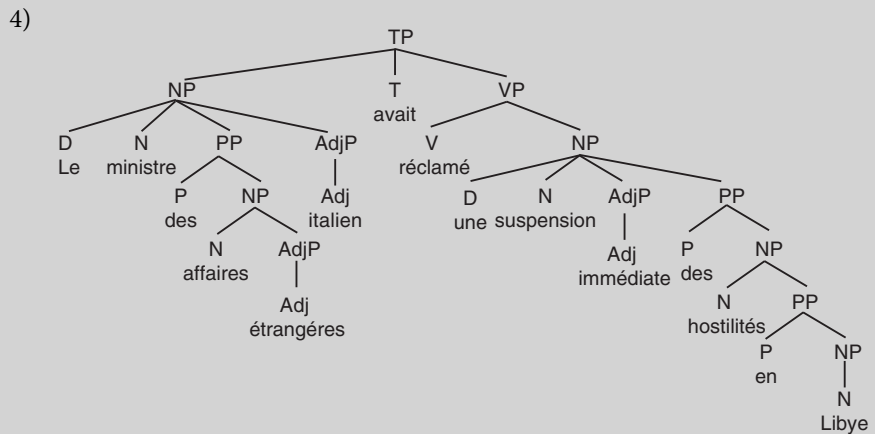 4)
TP
NP T VP
avait
D N PP AdjP V NP
Le ministre réclamé
P NP Adj D N AdjP PP
des italien une suspension
N AdjP Adj P NP
affaires immédiate des
Adj N PP
étrangéres hostilités
P NP
en
N
Libye